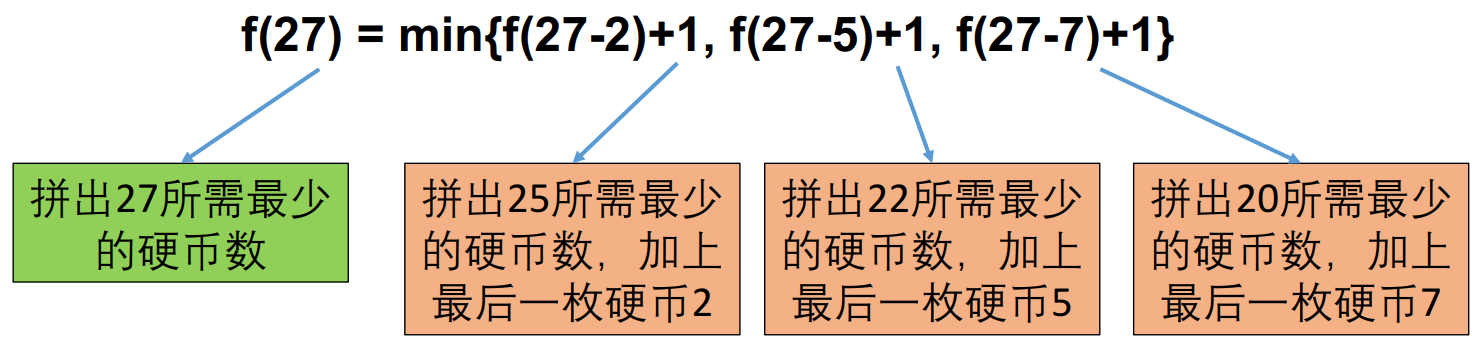 f(27) = min{f(27-2)+1, f(27-5)+1, f(27-7)+1}
拼出27所需最少
的硬币数
拼出25所需最少
的硬币数，加上
最后一枚硬币2
拼出22所需最少
的硬币数，加上
最后一枚硬币5
拼出20所需最少
的硬币数，加上
最后一枚硬币7